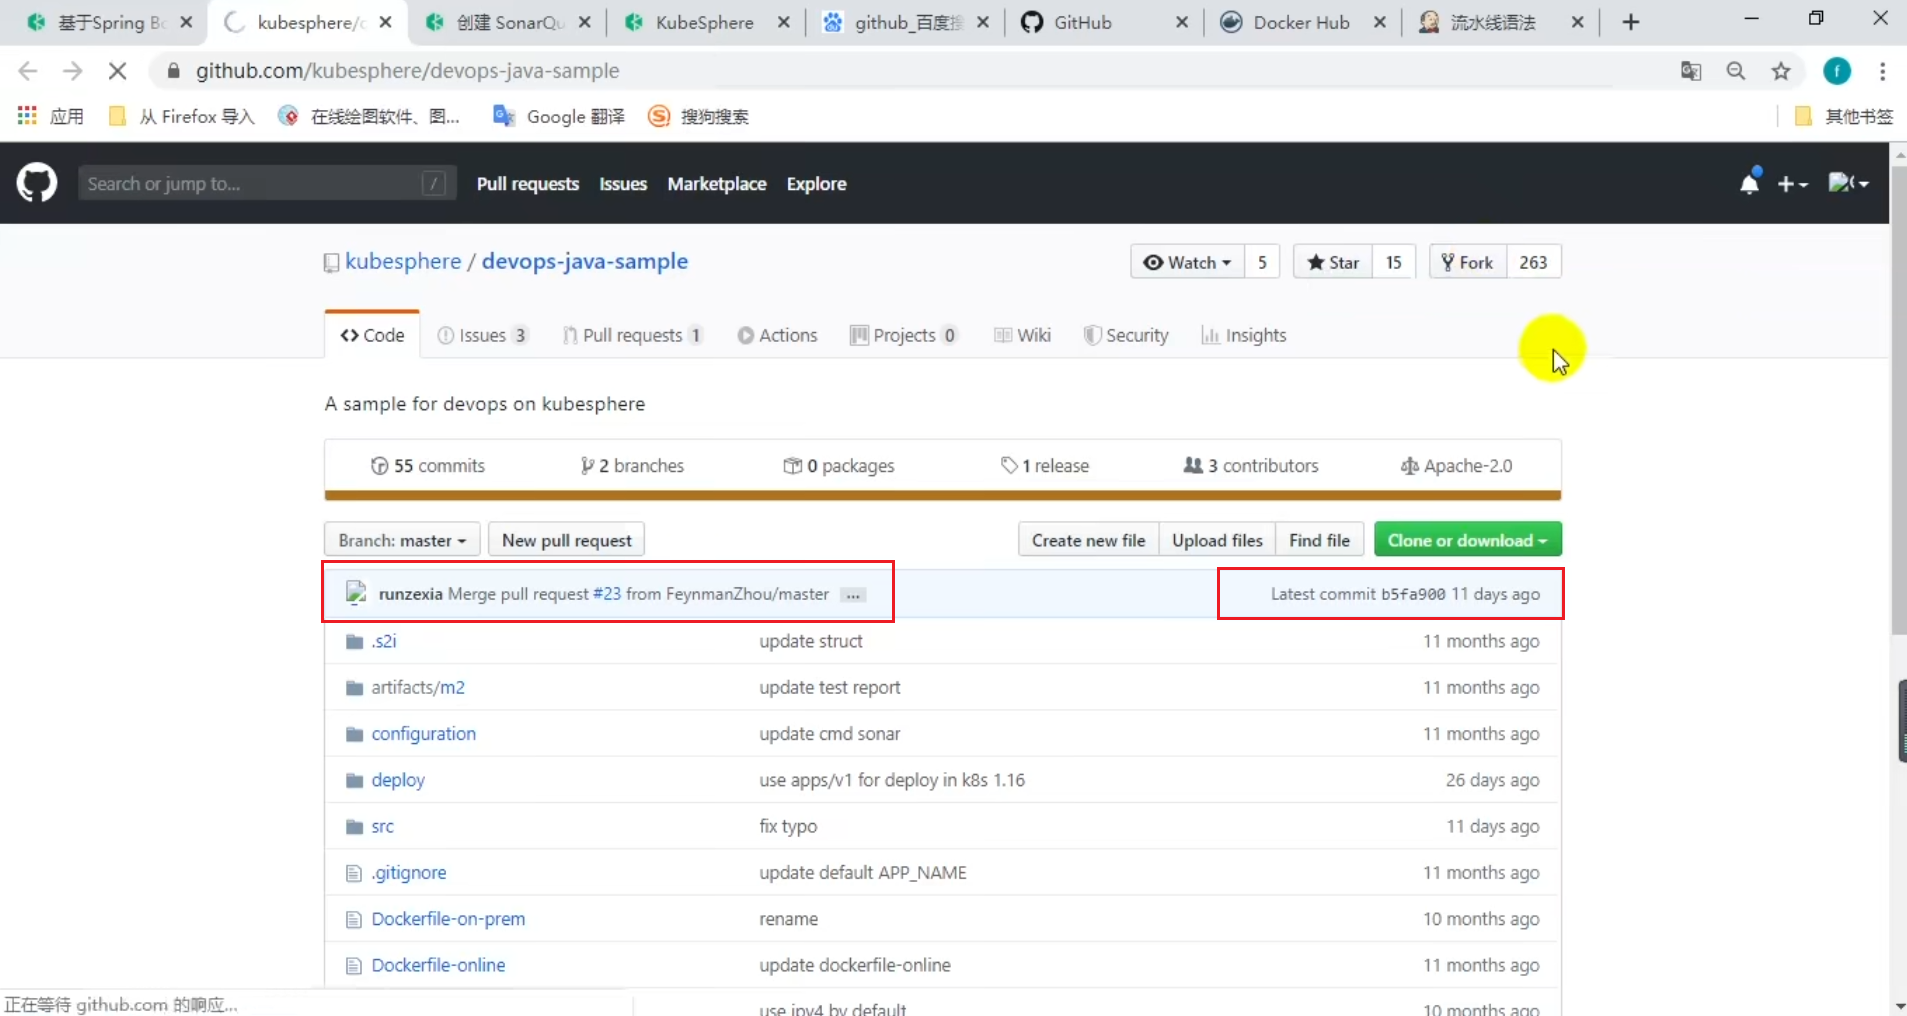 基于Spring Bo
kubesphere/c
创建 SonarQu
KubeSphere
github_百度搜
GitHub
Docker Hub
流水线语法
github.com/kubesphere/devops-java-sample
f
应用
从 Firefox 导入
在线绘图软件、图...
Google 翻译
搜狗搜索
其他书签
Search or jump to...
/
Pull requests
Issues
Marketplace
Explore
kubesphere / devops-java-sample
Watch 5
Star 15
Fork 263
Code
Issues 3
Pull requests 1
Actions
Projects 0
Wiki
Security
Insights
A sample for devops on kubesphere
55 commits
2 branches
0 packages
1 release
3 contributors
Apache-2.0
Branch: master
New pull request
Create new file
Upload files
Find file
Clone or download
runzexia Merge pull request #23 from FeynmanZhou/master ...
Latest commit b5fa900 11 days ago
.s2i update struct 11 months ago
artifacts/m2 update test report 11 months ago
configuration update cmd sonar 11 months ago
deploy use apps/v1 for deploy in k8s 1.16 26 days ago
src fix typo 11 days ago
.gitignore update default APP_NAME 11 months ago
Dockerfile-on-prem rename 10 months ago
Dockerfile-online update dockerfile-online 11 months ago
use ipv4 by default 10 months ago
正在等待 github.com 的响应...